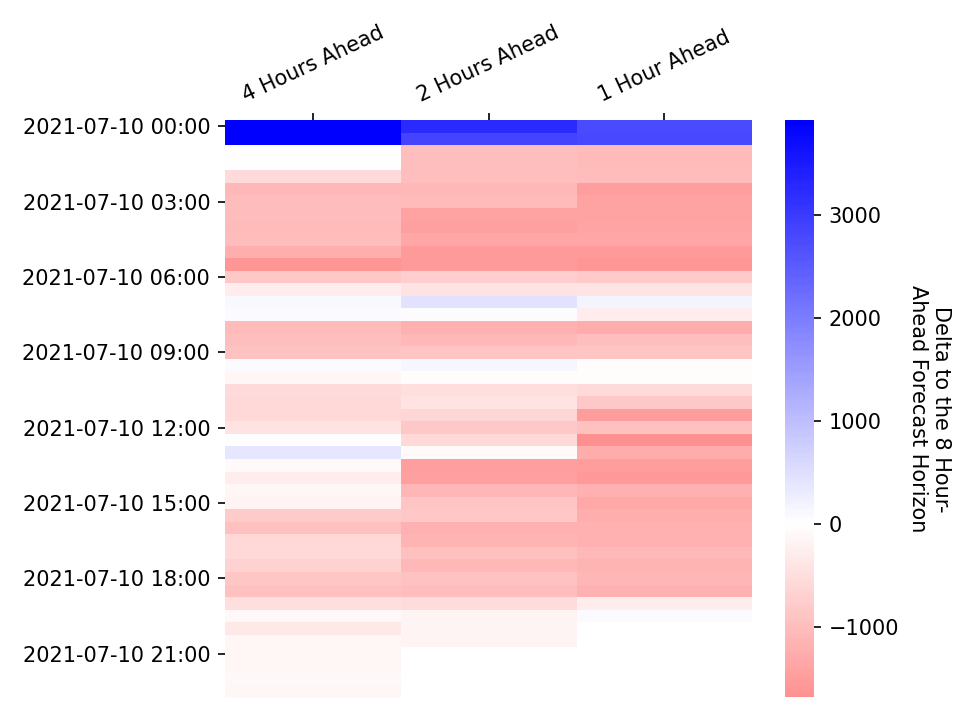 4 Hours Ahead
2 Hours Ahead
1 Hour Ahead
2021-07-10 00:00
2021-07-10 03:00
2021-07-10 06:00
2021-07-10 09:00
2021-07-10 12:00
2021-07-10 15:00
2021-07-10 18:00
2021-07-10 21:00
3000
2000
1000
0
−1000
Delta to the 8 Hour-
Ahead Forecast Horizon